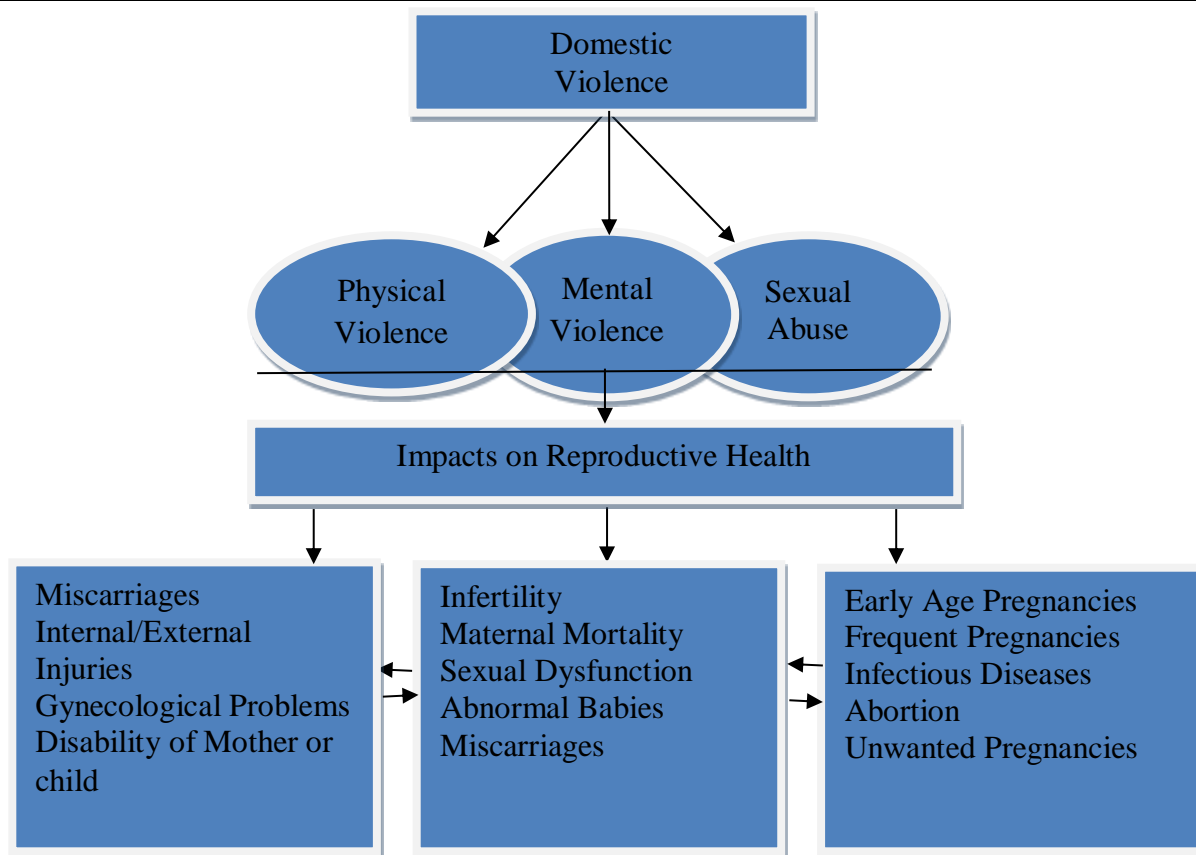 Domestic
Violence
Physical
Violence
Mental
Violence
Sexual
Abuse
Impacts on Reproductive Health
Miscarriages
Internal/External
Injuries
Gynecological Problems
Disability of Mother or
child
Infertility
Maternal Mortality
Sexual Dysfunction
Abnormal Babies
Miscarriages
Early Age Pregnancies
Frequent Pregnancies
Infectious Diseases
Abortion
Unwanted Pregnancies